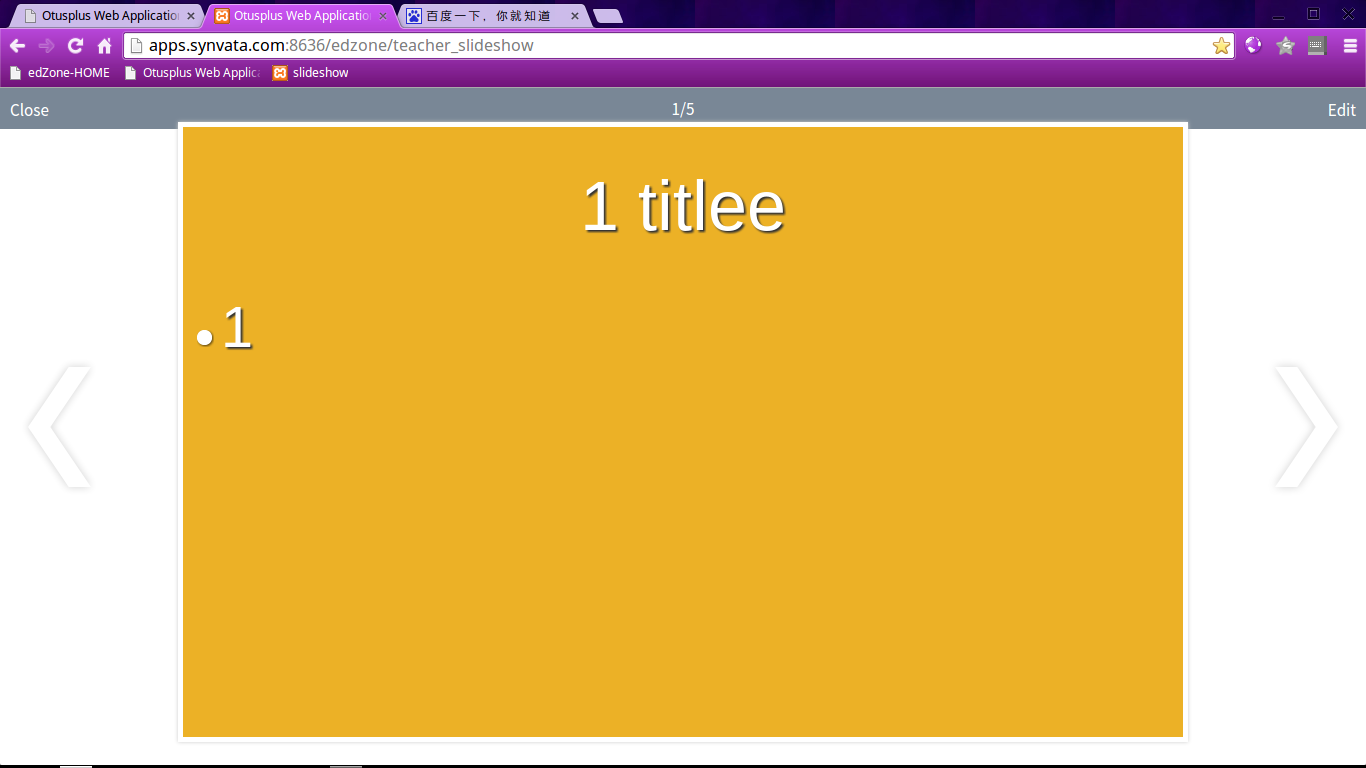 Otusplus Web Applicatio
Otusplus Web Applicatio
百度一下，你就知道
apps.synvata.com:8636/edzone/teacher_slideshow
edZone-HOME
Otusplus Web Applic
slideshow
Close
1/5
Edit
1 titlee
• 1